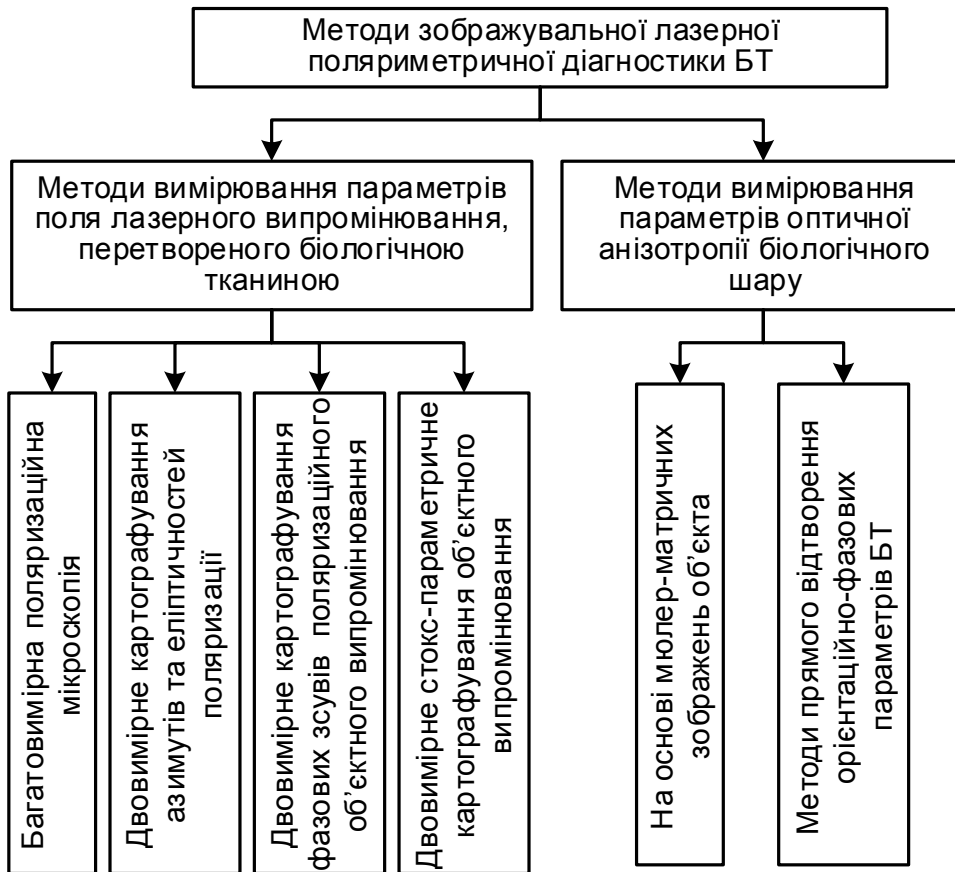 Методи зображувальної лазерної
поляриметричної діагностики БТ
Методи вимірювання параметрів
поля лазерного випромінювання,
перетвореного біологічною
тканиною
Методи вимірювання
параметрів оптичної
анізотропії біологічного
шару
Багатовимірна поляризаційна
мікроскопія
Двовимірне картографування
азимутів та еліптичностей
поляризації
Двовимірне картографування
фазових зсувів поляризаційного
об’єктного випромінювання
Двовимірне стокс-параметричне
картографування об’єктного
випромінювання
На основі мюлер-матричних
зображень об’єкта
Методи прямого відтворення
орієнтаційно-фазових
параметрів БТ